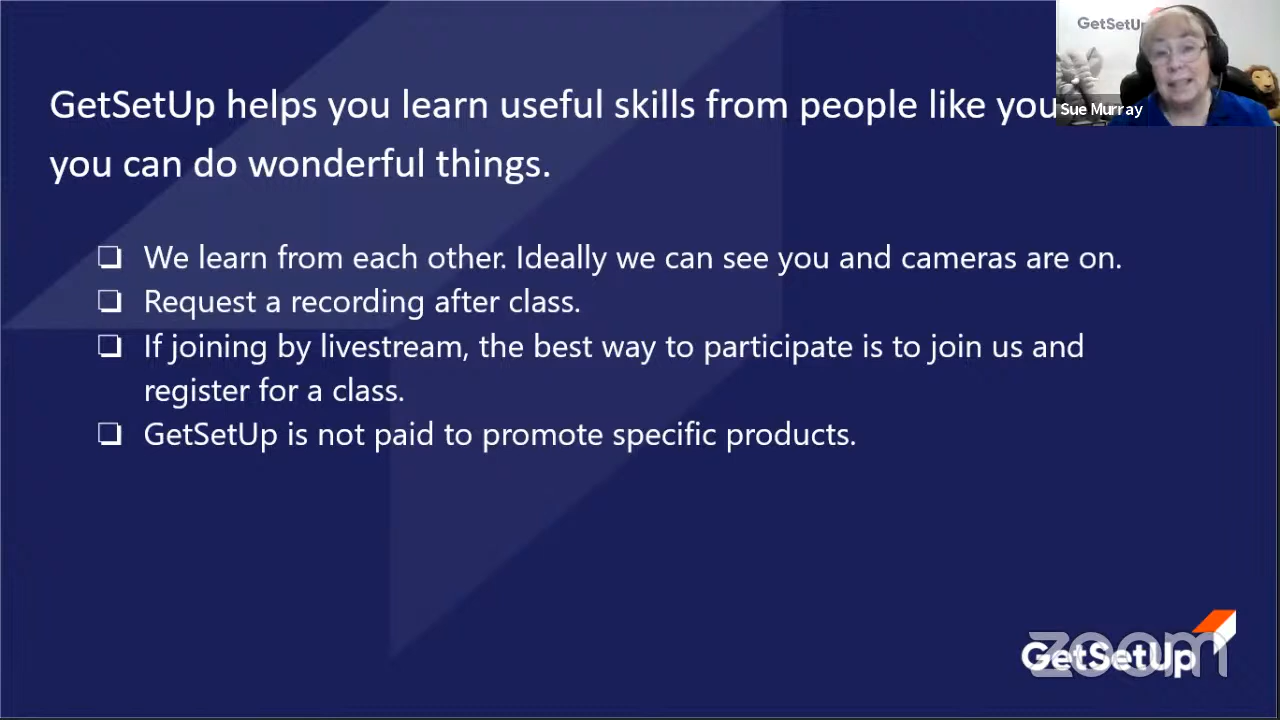 GetSetUp
GetSetUp helps you learn useful skills from people like you
Sue Murray
you can do wonderful things.
❏ We learn from each other. Ideally we can see you and cameras are on.
❏ Request a recording after class.
❏ If joining by livestream, the best way to participate is to join us and
register for a class.
❏ GetSetUp is not paid to promote specific products.
zoom
GetSetUp